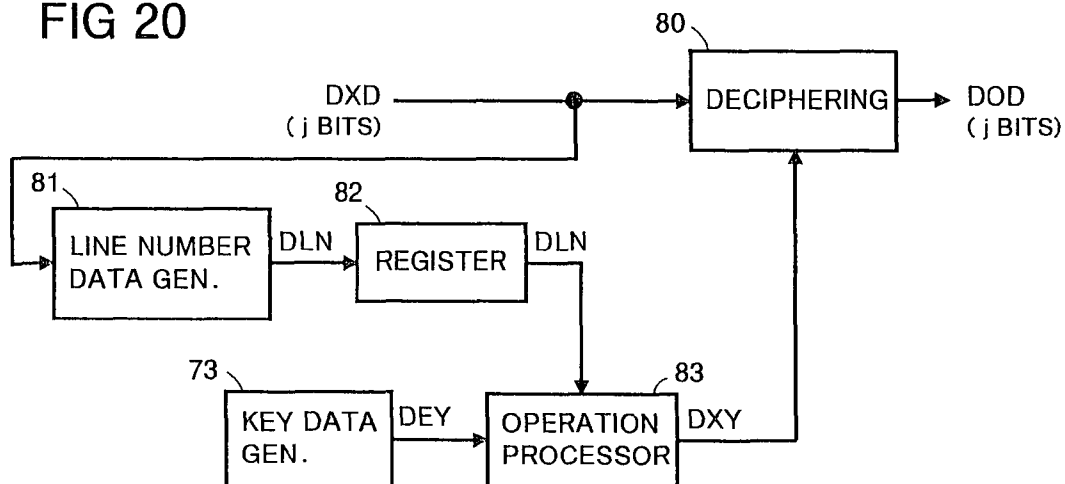 FIG 20
80
DXD
(j BITS)
DECIPHERING
DOD
(j BITS)
81
LINE NUMBER
DATA GEN.
DLN
82
REGISTER
DLN
73
KEY DATA
GEN.
DEY
83
OPERATION
PROCESSOR
DXY